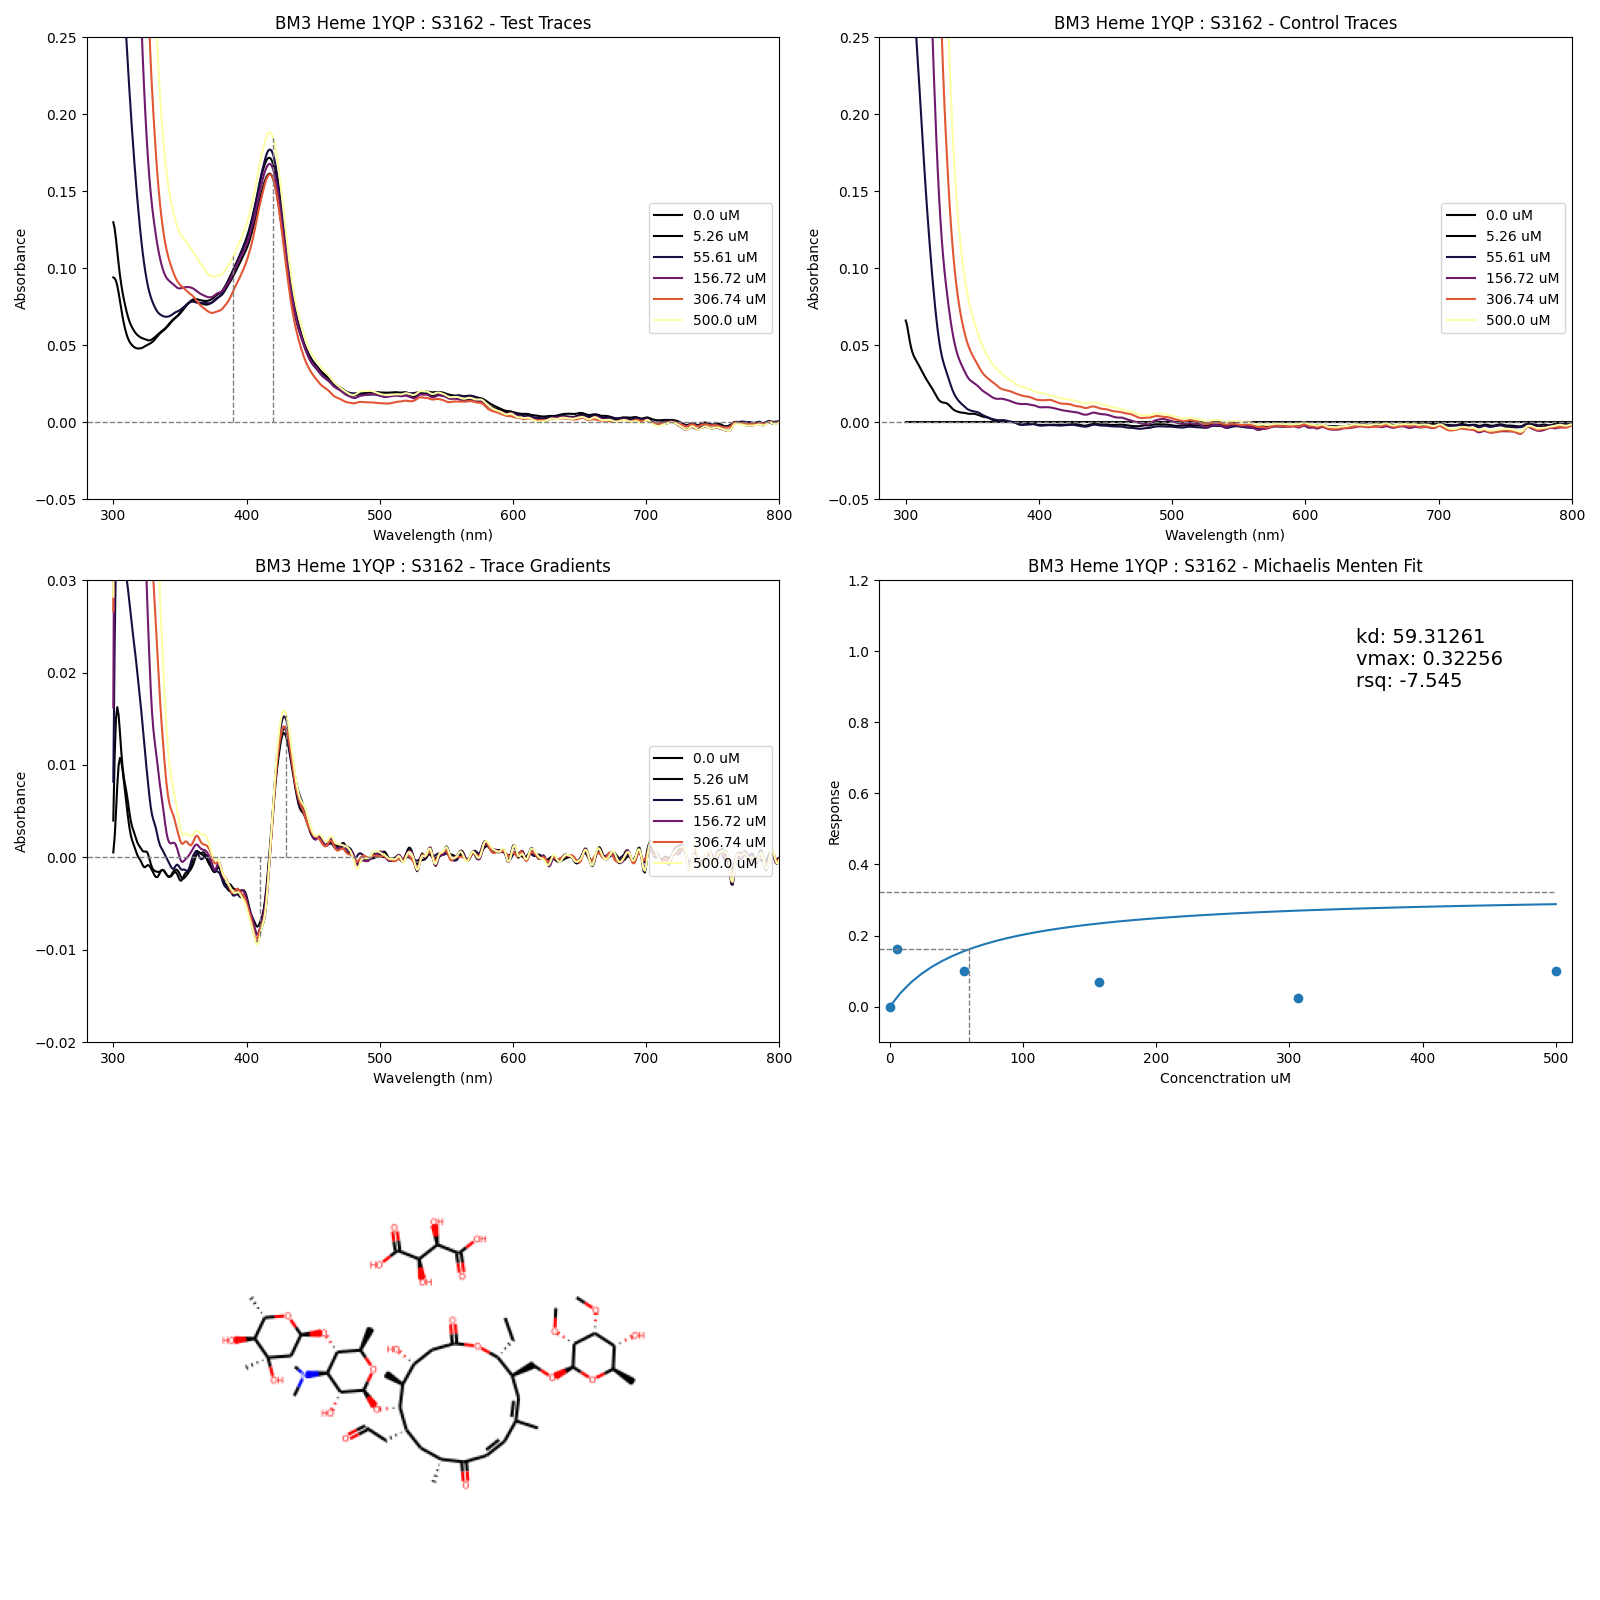 BM3 Heme 1YQP : S3162 - Test Traces
0.25
0.20
0.15
0.10
0.05
0.00
−0.05
Absorbance
300 400 500 600 700 800
Wavelength (nm)
0.0 uM
5.26 uM
55.61 uM
156.72 uM
306.74 uM
500.0 uM
BM3 Heme 1YQP : S3162 - Control Traces
0.25
0.20
0.15
0.10
0.05
0.00
−0.05
Absorbance
300 400 500 600 700 800
Wavelength (nm)
0.0 uM
5.26 uM
55.61 uM
156.72 uM
306.74 uM
500.0 uM
BM3 Heme 1YQP : S3162 - Trace Gradients
0.03
0.02
0.01
0.00
−0.01
−0.02
Absorbance
300 400 500 600 700 800
Wavelength (nm)
0.0 uM
5.26 uM
55.61 uM
156.72 uM
306.74 uM
500.0 uM
BM3 Heme 1YQP : S3162 - Michaelis Menten Fit
1.2
1.0
0.8
0.6
0.4
0.2
0.0
Response
kd: 59.31261
vmax: 0.32256
rsq: -7.545
0 100 200 300 400 500
Concenctration uM
O OH
HO OH
OH O
O O O
HO O O OH
HO O
N O
OH O
HO O
O
O